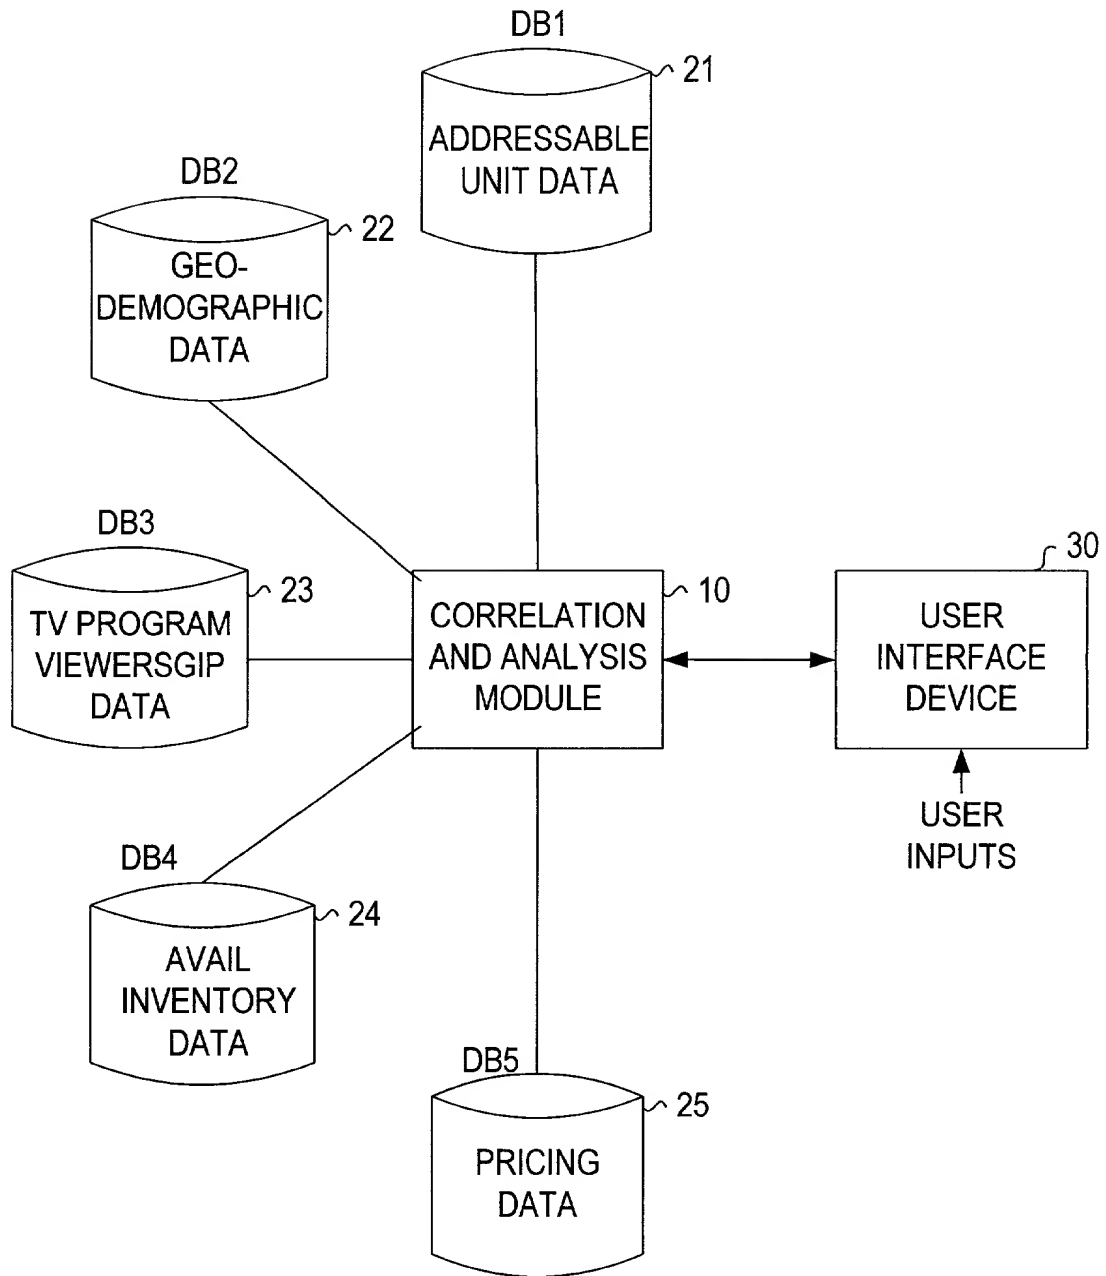 DB1
21
ADDRESSABLE
UNIT DATA
DB2
22
GEO-
DEMOGRAPHIC
DATA
DB3
23
TV PROGRAM
VIEWERSGIP
DATA
10
CORRELATION
AND ANALYSIS
MODULE
30
USER
INTERFACE
DEVICE
USER
INPUTS
DB4
24
AVAIL
INVENTORY
DATA
DB5
25
PRICING
DATA